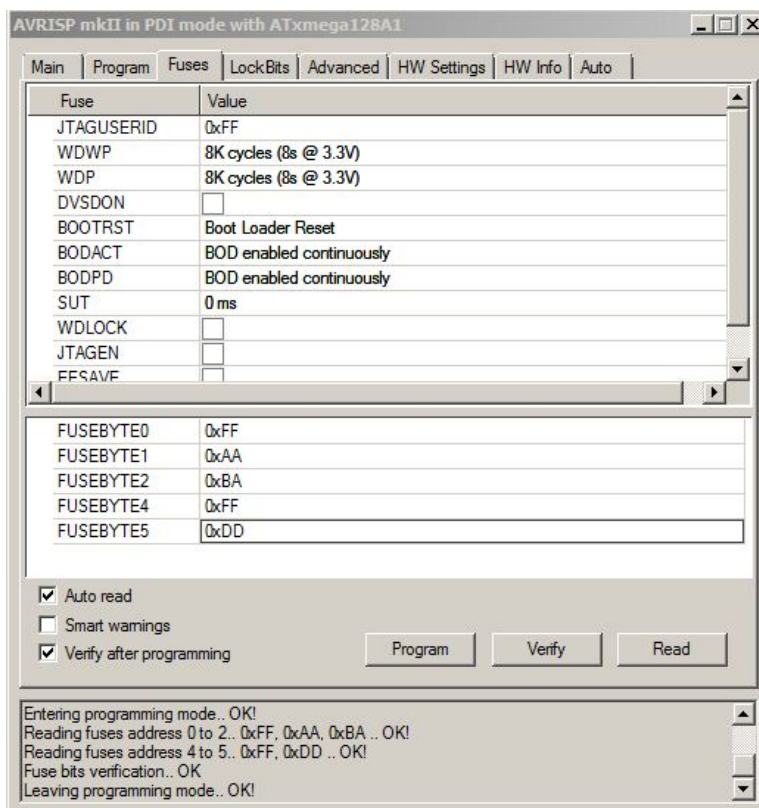 AVRISP mkII in PDI mode with ATxmega128A1
Main Program Fuses LockBits Advanced HW Settings HW Info Auto
Fuse Value
JTAGUSERID 0xFF
WDWP 8K cycles (8s @ 3.3V)
WDP 8K cycles (8s @ 3.3V)
DVSDON
BOOTRST Boot Loader Reset
BODACT BOD enabled continuously
BODPD BOD enabled continuously
SUT 0 ms
WDLOCK
JTAGEN
EESAVE
FUSEBYTE0 0xFF
FUSEBYTE1 0xAA
FUSEBYTE2 0xBA
FUSEBYTE4 0xFF
FUSEBYTE5 0xDD
Auto read
Smart warnings
Verify after programming
Program Verify Read
Entering programming mode.. OK!
Reading fuses address 0 to 2.. 0xFF, 0xAA, 0xBA .. OK!
Reading fuses address 4 to 5.. 0xFF, 0xDD .. OK!
Fuse bits verification.. OK
Leaving programming mode.. OK!